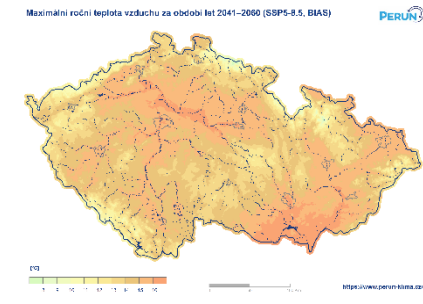 Maximální roční teplota vzduchu za období let 2041–2060 (SSP5-8.5, BIAS)
PERUN
[°C]
https://www.perun-klima.cz/